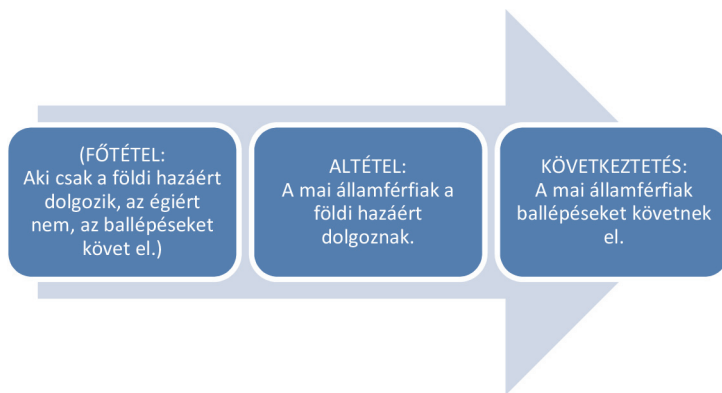 (FŐTÉTEL:
Aki csak a földi hazáért
dolgozik, az égiért
nem, az ballépéseket
követ el.)
ALTÉTEL:
A mai államférfiak a
földi hazáért
dolgoznak.
KÖVETKEZTETÉS:
A mai államférfiak
ballépéseket követnek
el.